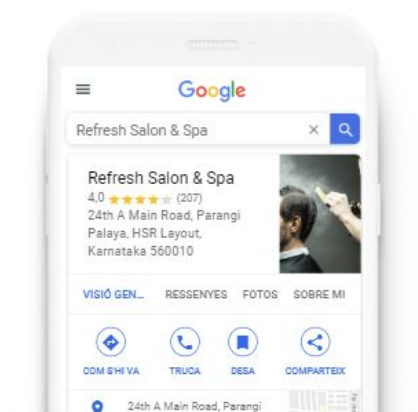 Google
Refresh Salon & Spa
Refresh Salon & Spa
4,0 (207)
24th A Main Road, Parangi
Palaya, HSR Layout,
Karnataka 560010
VISIÓ GEN... RESSENYES FOTOS SOBRE MI
COM S'HI VA TRUCA DESA COMPARTEIX
24th A Main Road, Parangi